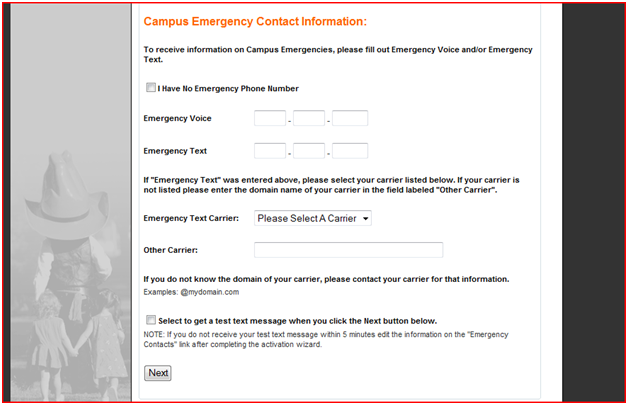 Campus Emergency Contact Information:
To receive information on Campus Emergencies, please fill out Emergency Voice and/or Emergency
Text.
I Have No Emergency Phone Number
Emergency Voice - -
Emergency Text - -
If "Emergency Text" was entered above, please select your carrier listed below. If your carrier is
not listed please enter the domain name of your carrier in the field labeled "Other Carrier".
Emergency Text Carrier: Please Select A Carrier
Other Carrier:
If you do not know the domain of your carrier, please contact your carrier for that information.
Examples: @mydomain.com
Select to get a test text message when you click the Next button below.
NOTE: If you do not receive your test text message within 5 minutes edit the information on the "Emergency
Contacts" link after completing the activation wizard.
Next